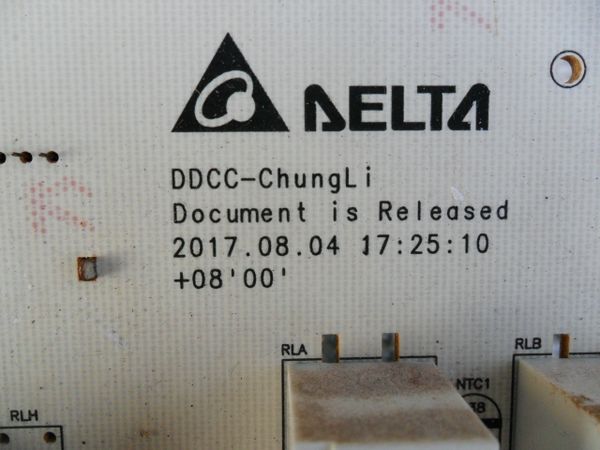 DELTA
DDCC-ChungLi
Document is Released
2017.08.04 17:25:10
+08'00'
RLA
RLB
NTC1
RLH